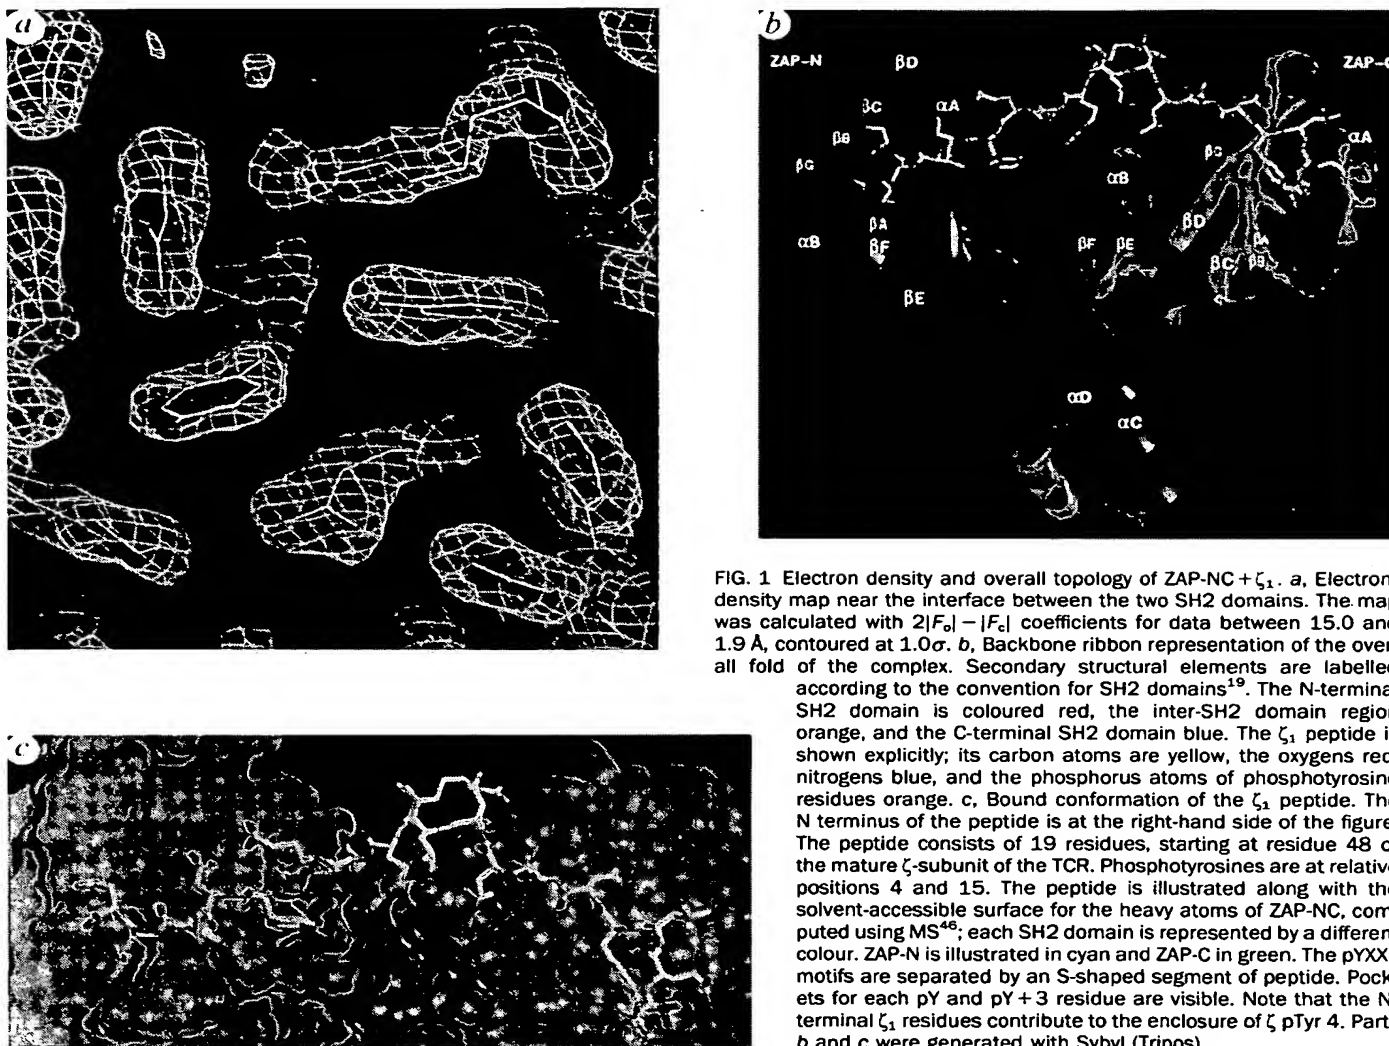 a
b
ZAP-N
βD
ZAP-C
βC
αA
βB
αA
βG
βG
αB
βD
βA
αB
βF
βF
βE
βA
βC
βB
βE
αD
αC
FIG. 1 Electron density and overall topology of ZAP-NC + ζ₁. a, Electron
density map near the interface between the two SH2 domains. The map
was calculated with 2|Fₒ| − |F꜀| coefficients for data between 15.0 and
1.9 Å, contoured at 1.0σ. b, Backbone ribbon representation of the over
all fold of the complex. Secondary structural elements are labelled
according to the convention for SH2 domains¹⁹. The N-termina
SH2 domain is coloured red, the inter-SH2 domain region
orange, and the C-terminal SH2 domain blue. The ζ₁ peptide i
shown explicitly; its carbon atoms are yellow, the oxygens red
nitrogens blue, and the phosphorus atoms of phosphotyrosin
residues orange. c, Bound conformation of the ζ₁ peptide. Th
N terminus of the peptide is at the right-hand side of the figure
The peptide consists of 19 residues, starting at residue 48 o
the mature ζ-subunit of the TCR. Phosphotyrosines are at relative
positions 4 and 15. The peptide is illustrated along with the
solvent-accessible surface for the heavy atoms of ZAP-NC, com
puted using MS⁴⁶; each SH2 domain is represented by a differen
colour. ZAP-N is illustrated in cyan and ZAP-C in green. The pYXX
motifs are separated by an S-shaped segment of peptide. Pock
ets for each pY and pY + 3 residue are visible. Note that the N
terminal ζ₁ residues contribute to the enclosure of ζ pTyr 4. Part
b and c were generated with Sybyl (Tripos)
c